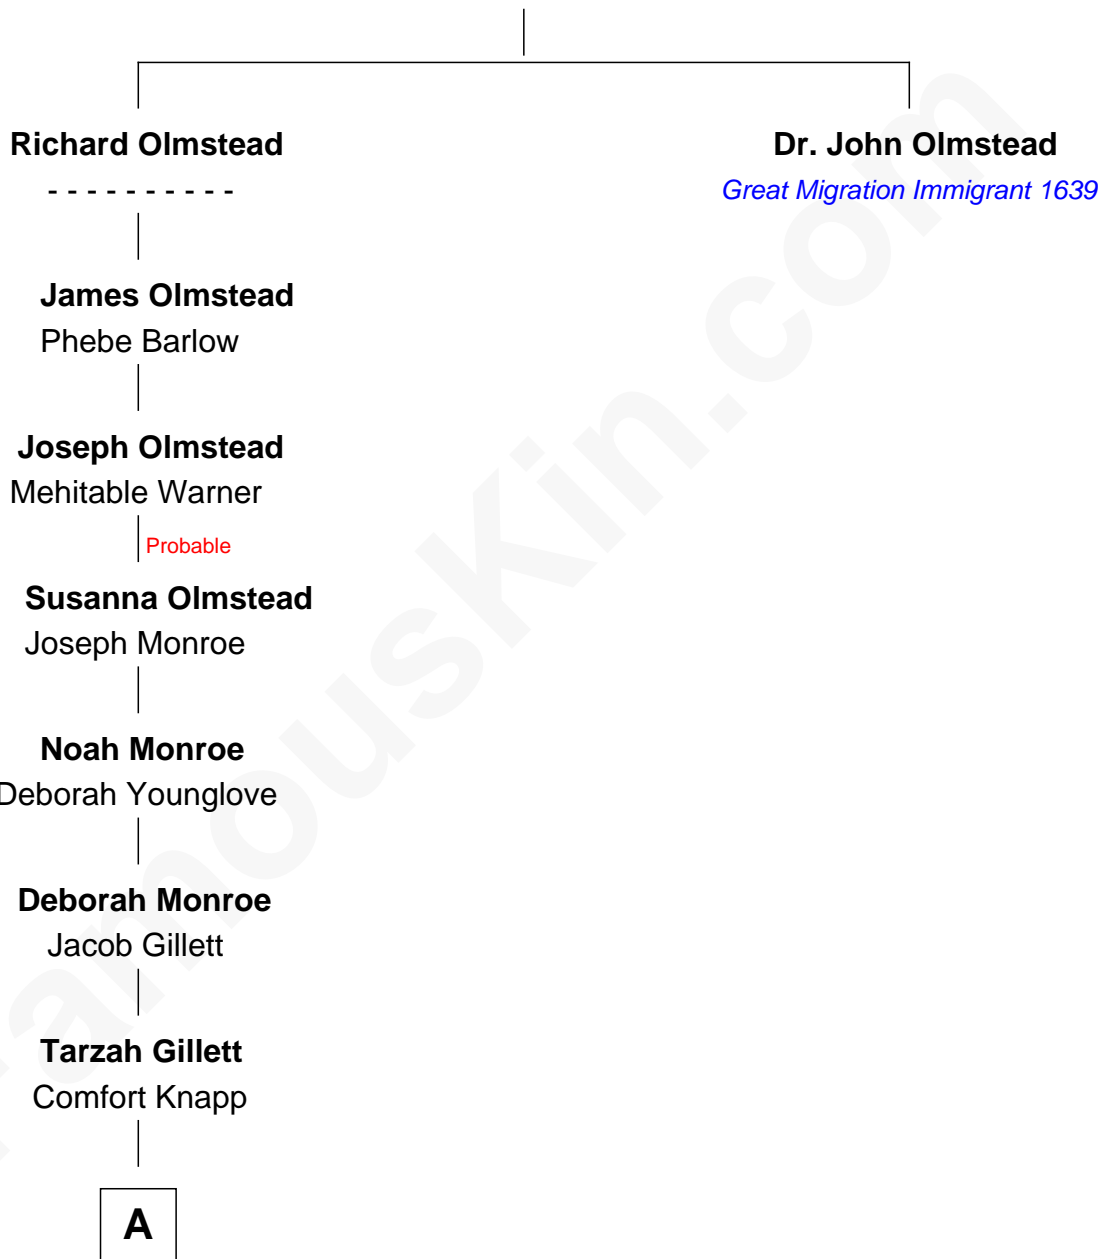 Richard Olmstead
Dr. John Olmstead
- - - - - - - - - -
Great Migration Immigrant 1639
James Olmstead
Phebe Barlow
Joseph Olmstead
Mehitable Warner
Probable
Susanna Olmstead
Joseph Monroe
Noah Monroe
Deborah Younglove
Deborah Monroe
Jacob Gillett
Tarzah Gillett
Comfort Knapp
A
FamousKin.com